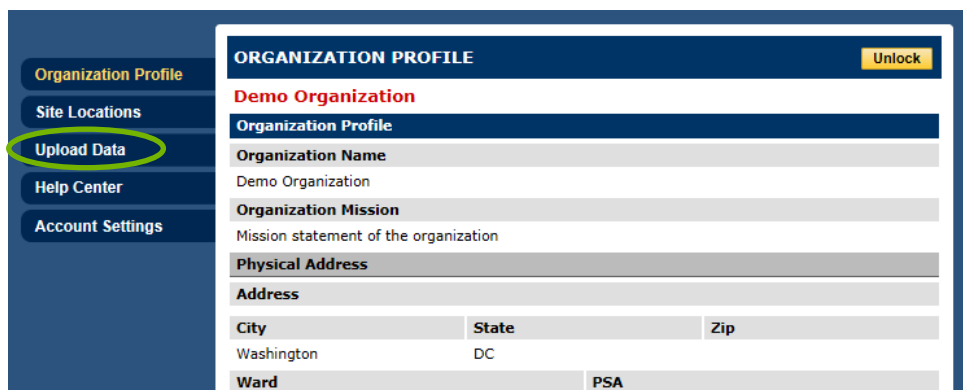 ORGANIZATION PROFILE Unlock
Organization Profile
Demo Organization
Site Locations
Organization Profile
Upload Data
Organization Name
Demo Organization
Help Center
Organization Mission
Account Settings
Mission statement of the organization
Physical Address
Address
City State Zip
Washington DC
Ward PSA